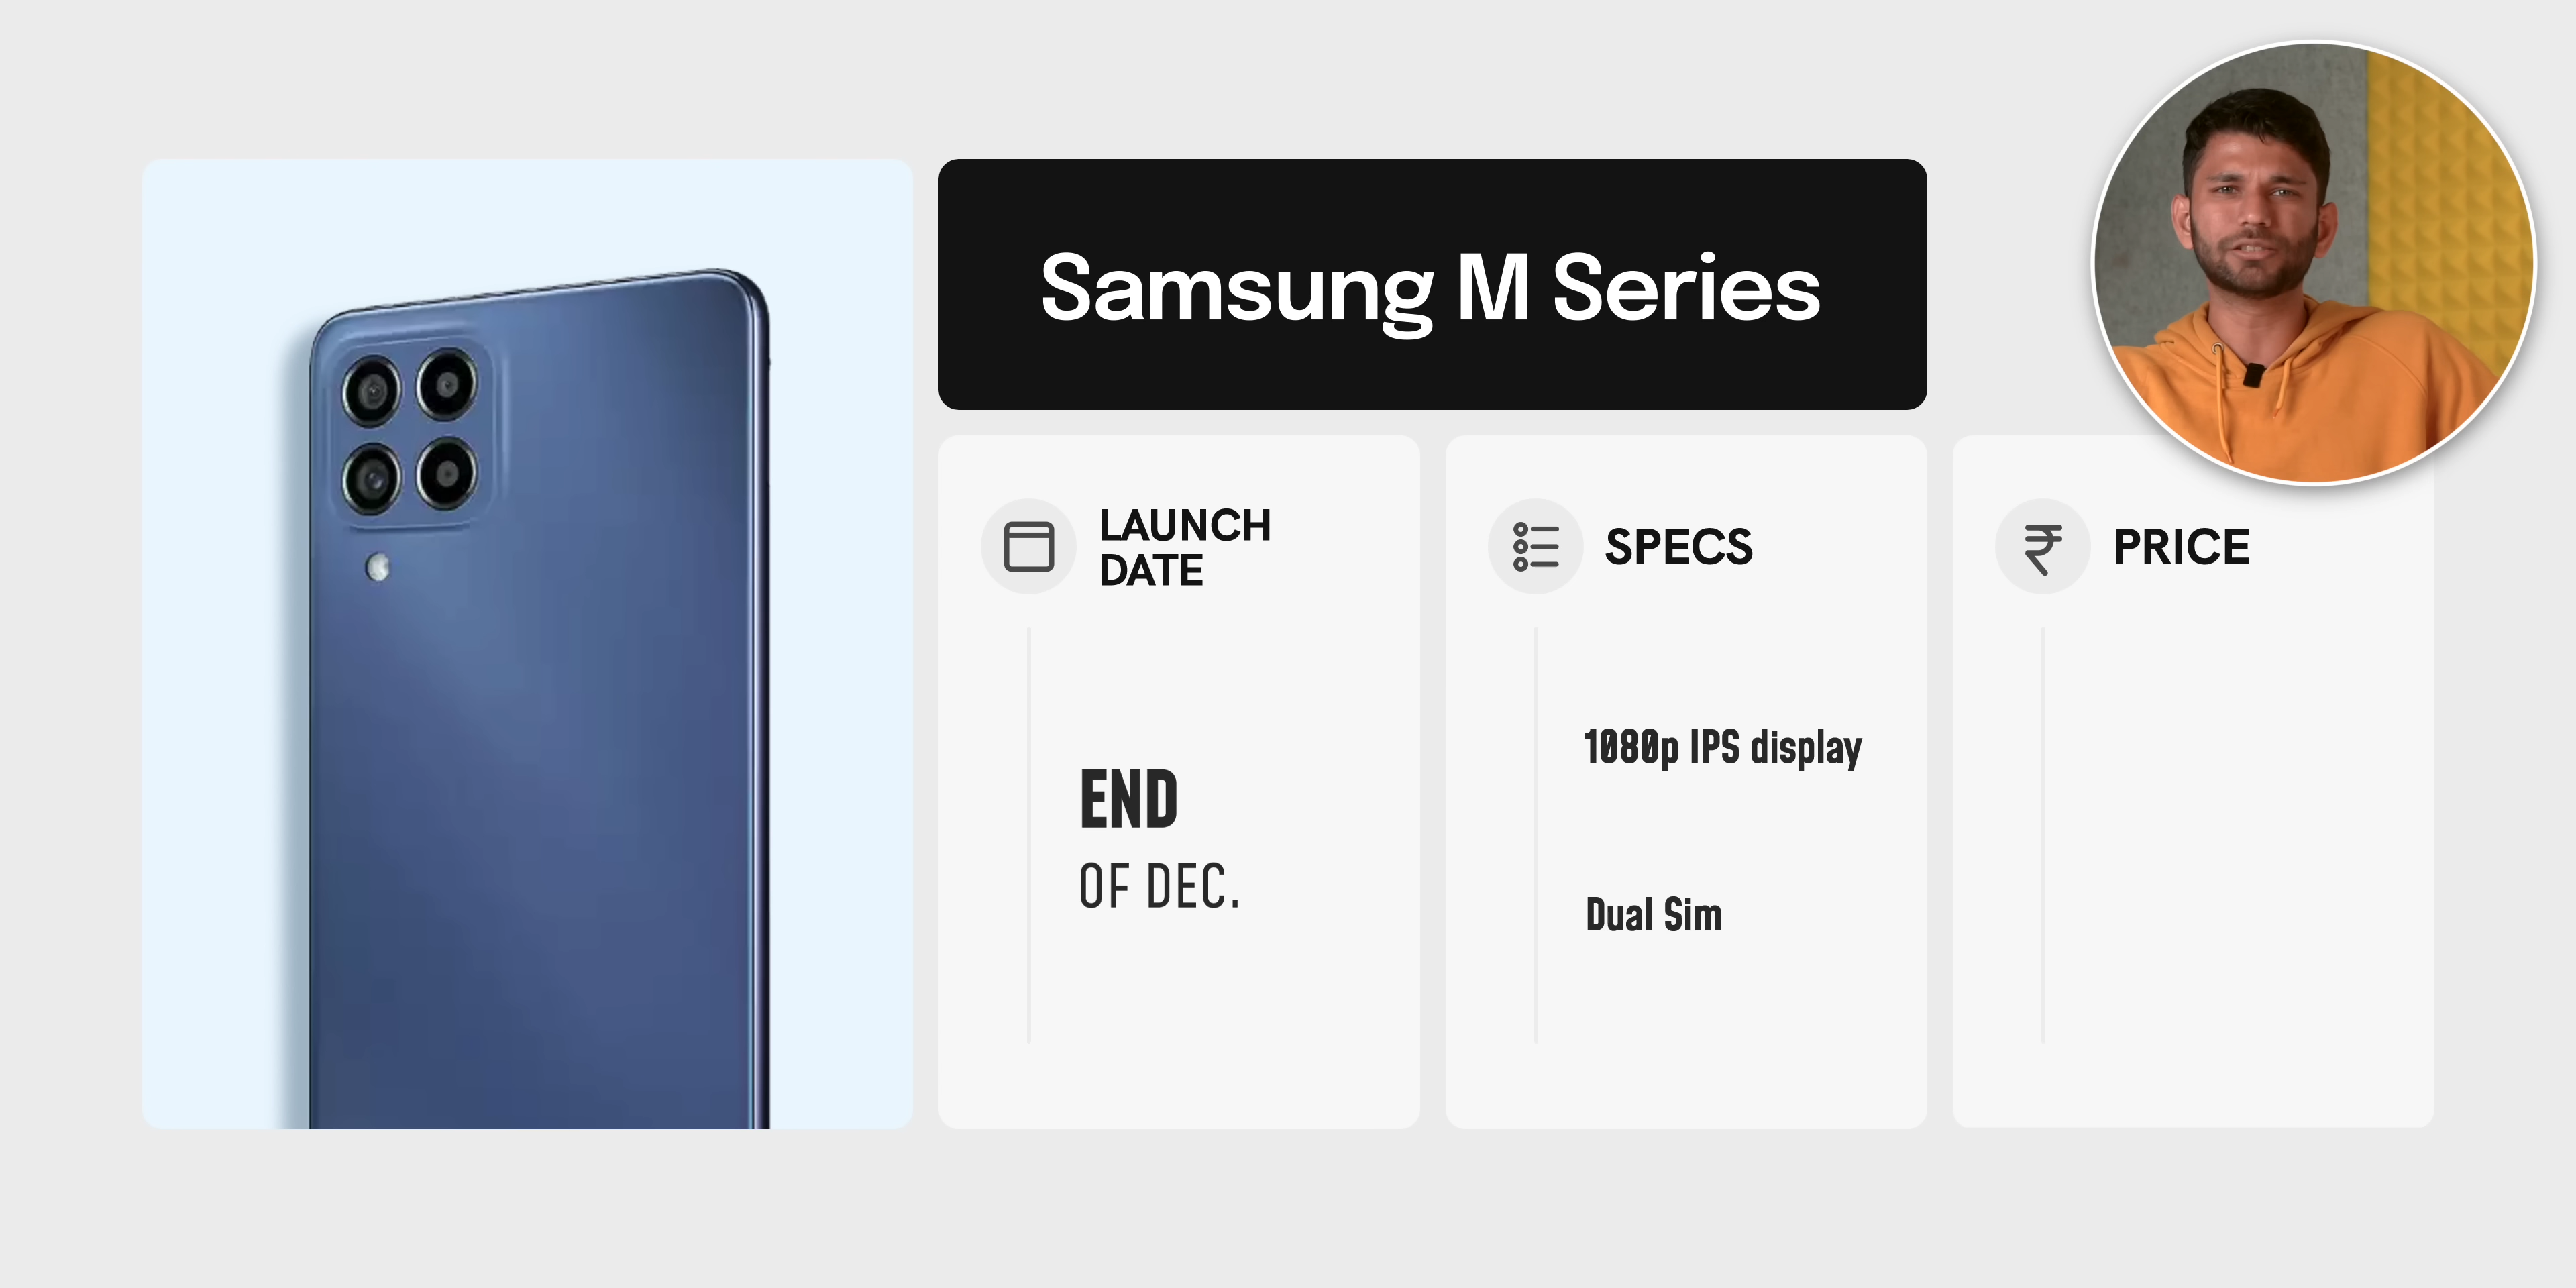 Samsung M Series
LAUNCH
DATE
END
OF DEC.
SPECS
1080p IPS display
Dual Sim
₹ PRICE